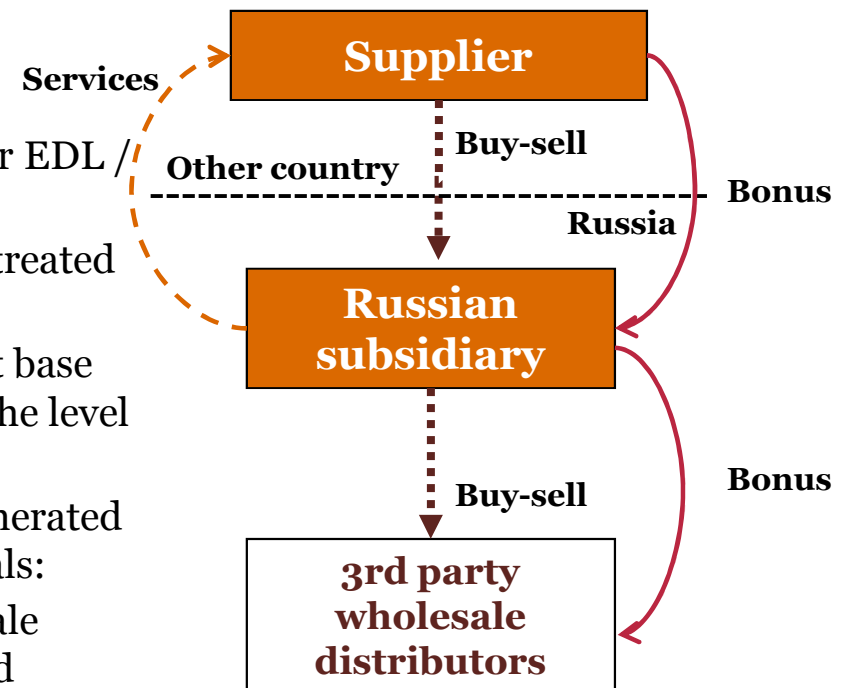 Supplier
Services
Buy-sell
r EDL /
Other country
Bonus
Russia
treated
Russian
subsidiary
t base
he level
Bonus
Buy-sell
nerated
als:
3rd party
wholesale
distributors
ale
d